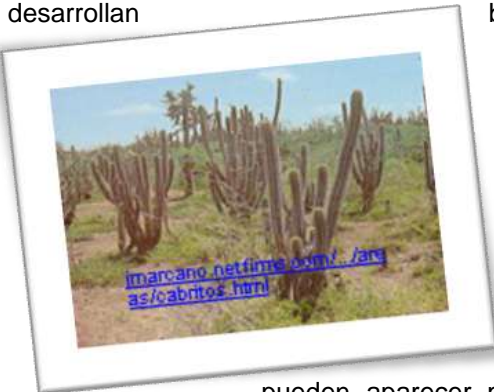 desarrollan
jmarcano.netfirms.com/.../are
as/cabritos.html
pueden aparecer